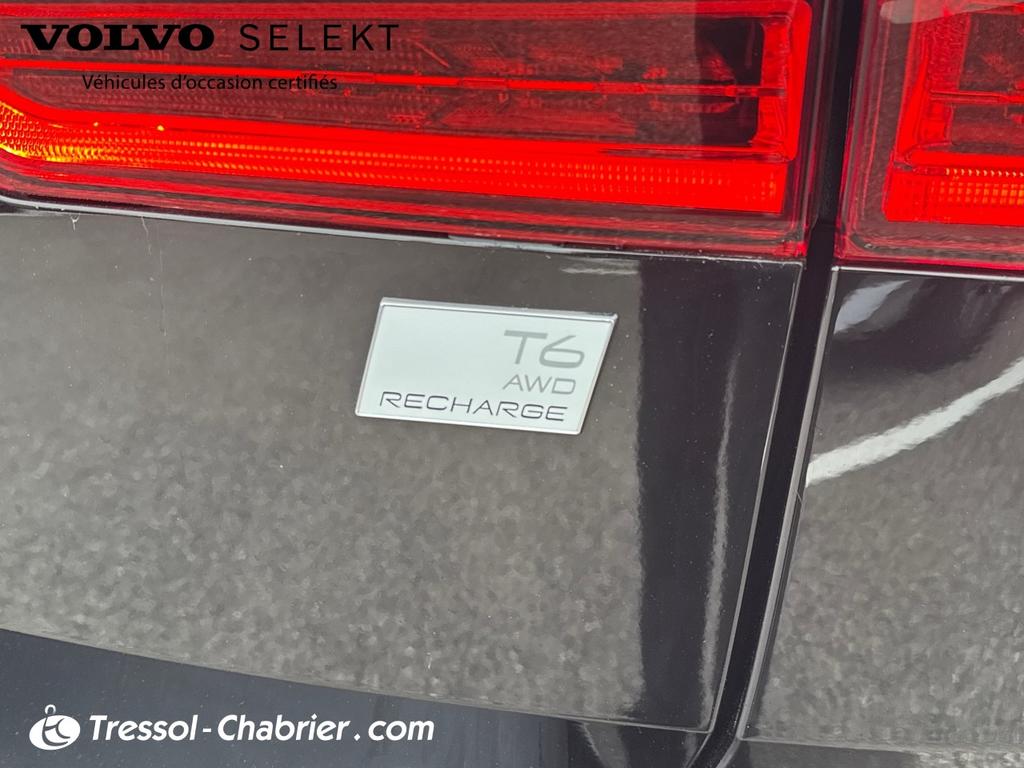 VOLVO SELEKT
Véhicules d'occasion certifiés
T6
AWD
RECHARGE
Tressol-Chabrier.com